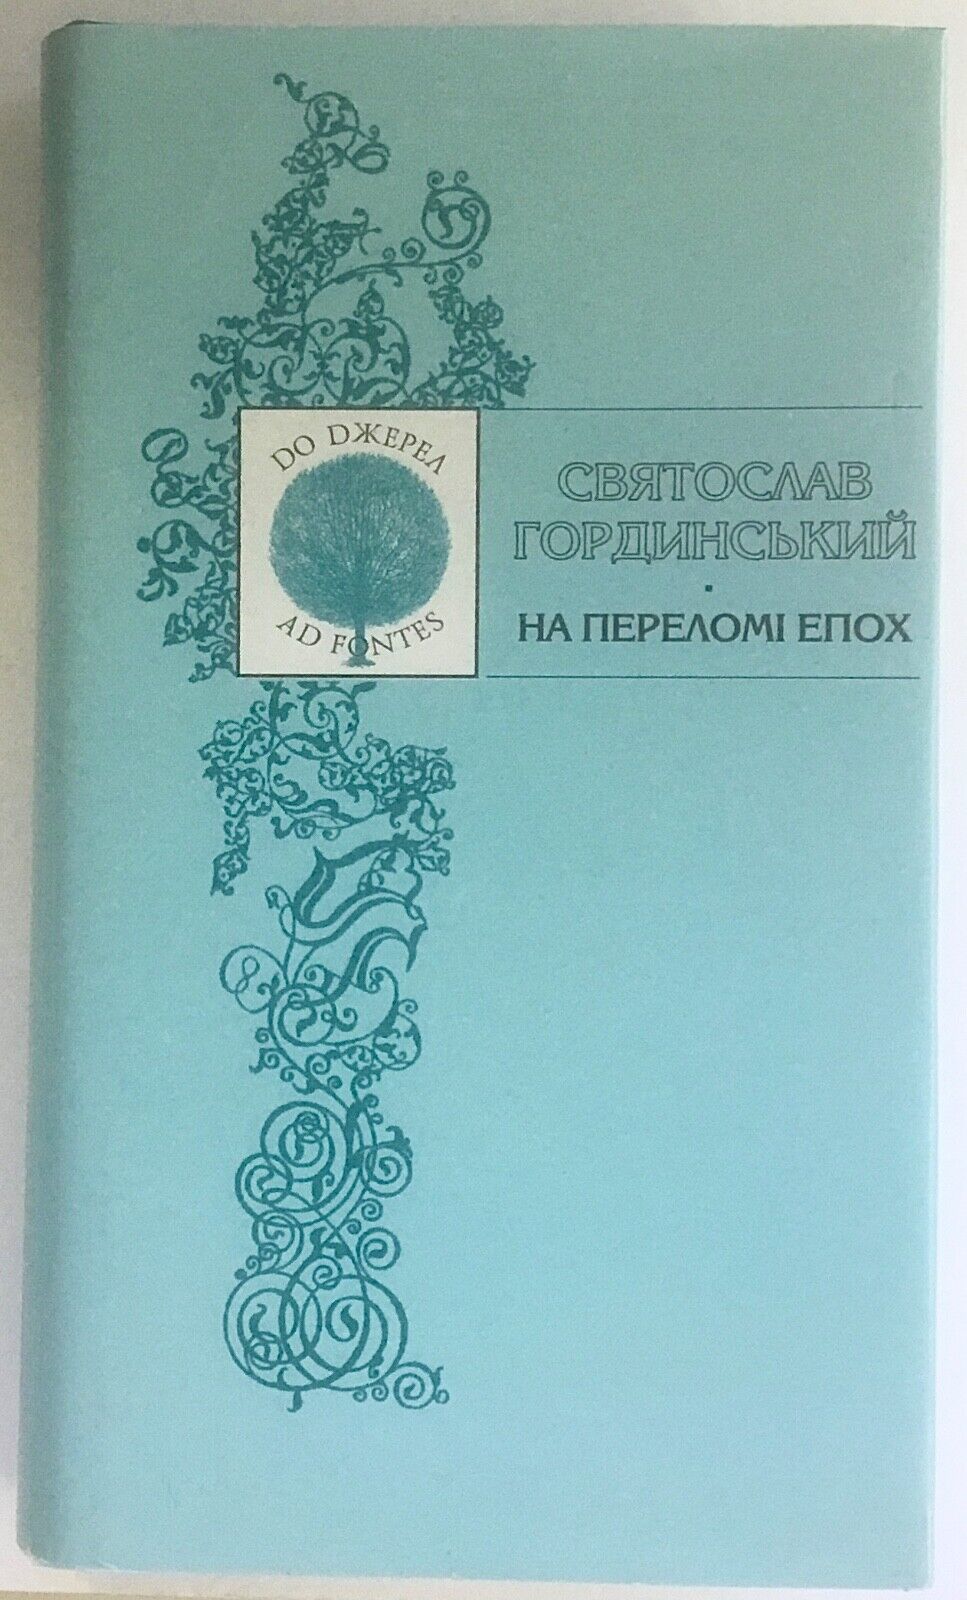 ДО ДЖЕРЕЛ
AD FONTES
СВЯТОСЛАВ
ГОРДИНСЬКИЙ
НА ПЕРЕЛОМІ ЕПОХ